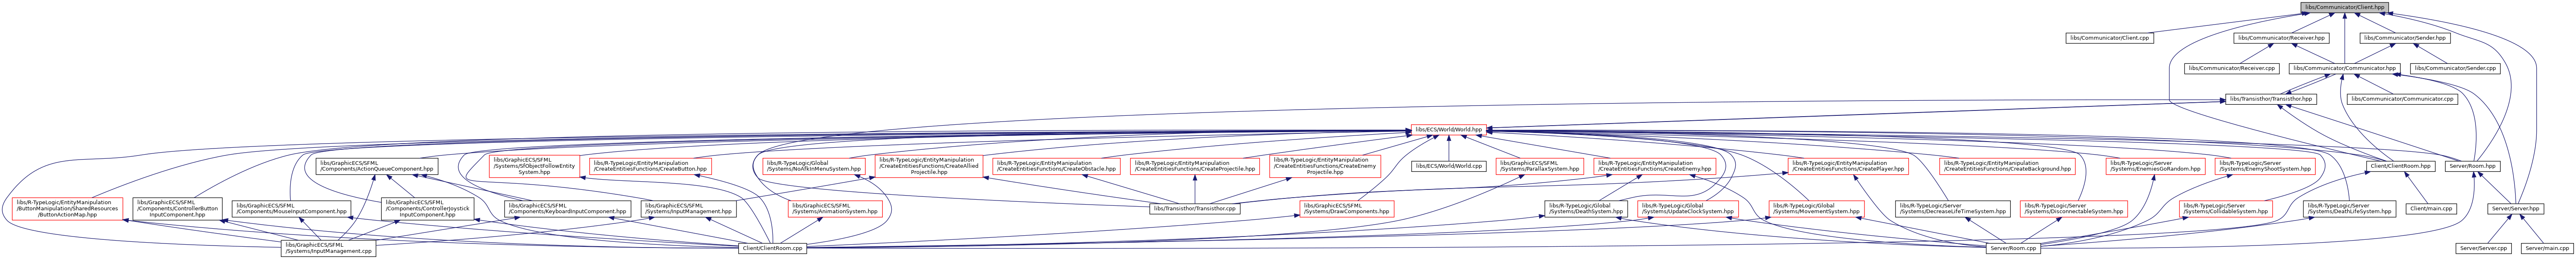 libs/Communicator/Client.hpp
libs/Communicator/Client.cpp
libs/Communicator/Receiver.hpp
libs/Communicator/Sender.hpp
libs/Communicator/Receiver.cpp
libs/Communicator/Communicator.hpp
libs/Communicator/Sender.cpp
libs/Transisthor/Transisthor.hpp
libs/Communicator/Communicator.cpp
libs/ECS/World/World.hpp
libs/GraphicECS/SFML
/Components/ActionQueueComponent.hpp
libs/GraphicECS/SFML
/Systems/SfObjectFollowEntity
System.hpp
libs/R-TypeLogic/EntityManipulation
/CreateEntitiesFunctions/CreateButton.hpp
libs/R-TypeLogic/Global
/Systems/NoAfkInMenuSystem.hpp
libs/R-TypeLogic/EntityManipulation
/CreateEntitiesFunctions/CreateAllied
Projectile.hpp
libs/R-TypeLogic/EntityManipulation
/CreateEntitiesFunctions/CreateObstacle.hpp
libs/R-TypeLogic/EntityManipulation
/CreateEntitiesFunctions/CreateProjectile.hpp
libs/R-TypeLogic/EntityManipulation
/CreateEntitiesFunctions/CreateEnemy
Projectile.hpp
libs/ECS/World/World.cpp
libs/GraphicECS/SFML
/Systems/ParallaxSystem.hpp
libs/R-TypeLogic/EntityManipulation
/CreateEntitiesFunctions/CreateEnemy.hpp
libs/R-TypeLogic/EntityManipulation
/CreateEntitiesFunctions/CreatePlayer.hpp
libs/R-TypeLogic/EntityManipulation
/CreateEntitiesFunctions/CreateBackground.hpp
libs/R-TypeLogic/Server
/Systems/EnemiesGoRandom.hpp
libs/R-TypeLogic/Server
/Systems/EnemyShootSystem.hpp
Client/ClientRoom.hpp
Server/Room.hpp
libs/R-TypeLogic/EntityManipulation
/ButtonManipulation/SharedResources
/ButtonActionMap.hpp
libs/GraphicECS/SFML
/Components/ControllerButton
InputComponent.hpp
libs/GraphicECS/SFML
/Components/MouseInputComponent.hpp
libs/GraphicECS/SFML
/Components/ControllerJoystick
InputComponent.hpp
libs/GraphicECS/SFML
/Components/KeyboardInputComponent.hpp
libs/GraphicECS/SFML
/Systems/InputManagement.hpp
libs/GraphicECS/SFML
/Systems/AnimationSystem.hpp
libs/Transisthor/Transisthor.cpp
libs/GraphicECS/SFML
/Systems/DrawComponents.hpp
libs/R-TypeLogic/Global
/Systems/DeathSystem.hpp
libs/R-TypeLogic/Global
/Systems/UpdateClockSystem.hpp
libs/R-TypeLogic/Global
/Systems/MovementSystem.hpp
libs/R-TypeLogic/Server
/Systems/DecreaseLifeTimeSystem.hpp
libs/R-TypeLogic/Server
/Systems/DisconnectableSystem.hpp
libs/R-TypeLogic/Server
/Systems/CollidableSystem.hpp
libs/R-TypeLogic/Server
/Systems/DeathLifeSystem.hpp
Client/main.cpp
Server/Server.hpp
libs/GraphicECS/SFML
/Systems/InputManagement.cpp
Client/ClientRoom.cpp
Server/Room.cpp
Server/Server.cpp
Server/main.cpp